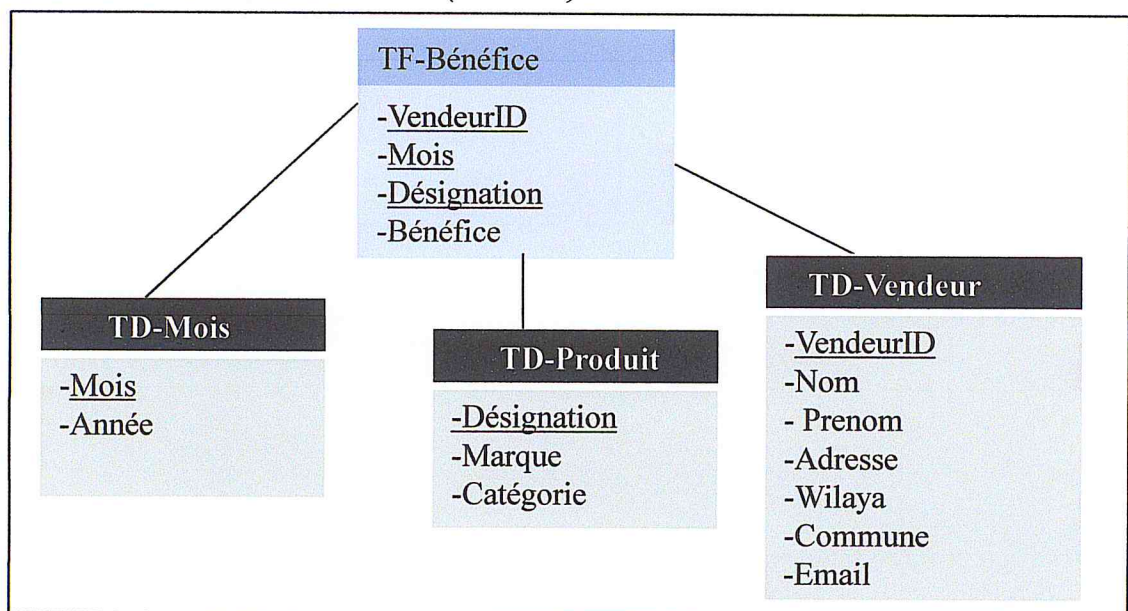 TF-Bénéfice
-VendeurID
-Mois
-Désignation
-Bénéfice
TD-Mois
-Mois
-Année
TD-Produit
-Désignation
-Marque
-Catégorie
TD-Vendeur
-VendeurID
-Nom
- Prenom
-Adresse
-Wilaya
-Commune
-Email